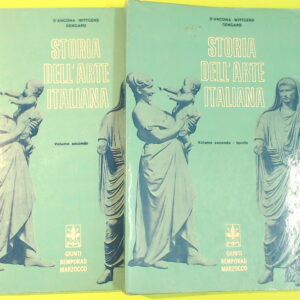 D'ANCONA WITTGENS
GENGARO
STORIA
DELL'ARTE
ITALIANA
Volume secondo
GIUNTI
BEMPORAD
MARZOCCO
D'ANCONA WITTGENS
GENGARO
STORIA
DELL'ARTE
ITALIANA
Volume secondo - tavole
GIUNTI
BEMPORAD
MARZOCCO